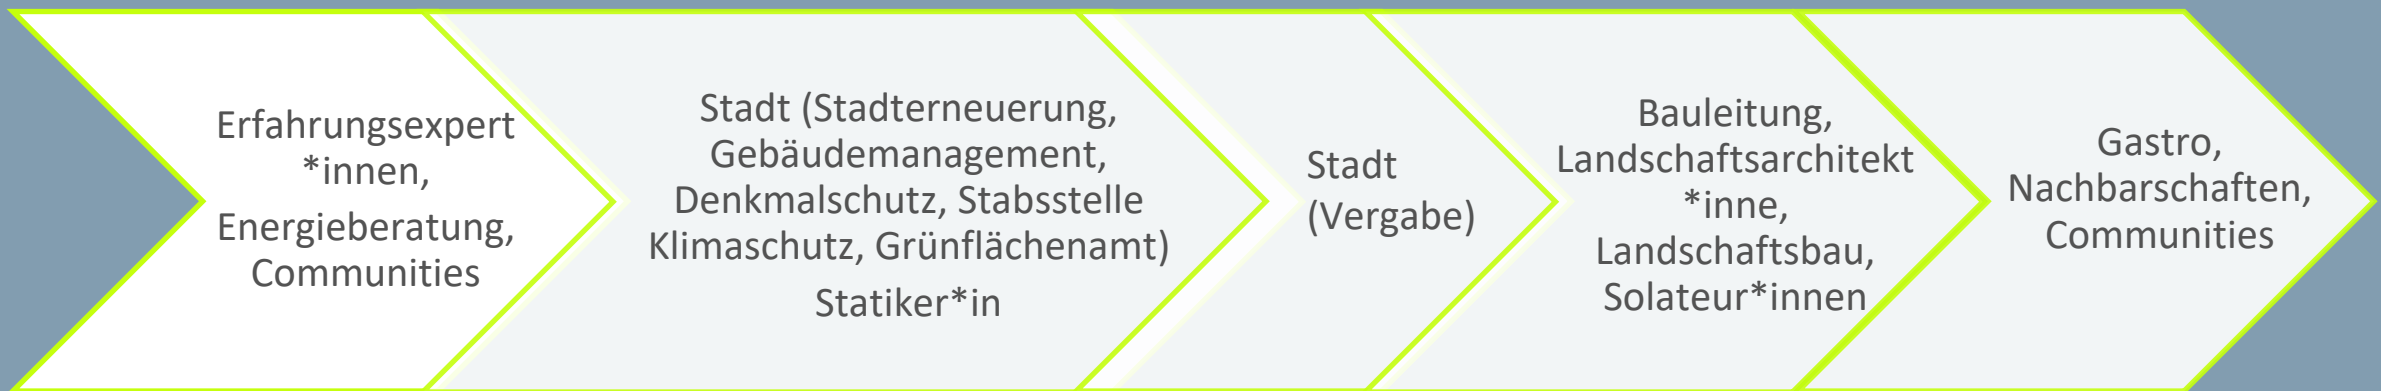 Erfahrungsexpert
*innen,
Energieberatung,
Communities
Stadt (Stadterneuerung,
Gebäudemanagement,
Denkmalschutz, Stabsstelle
Klimaschutz, Grünflächenamt)
Statiker*in
Stadt
(Vergabe)
Bauleitung,
Landschaftsarchitekt
*inne,
Landschaftsbau,
Solateur*innen
Gastro,
Nachbarschaften,
Communities